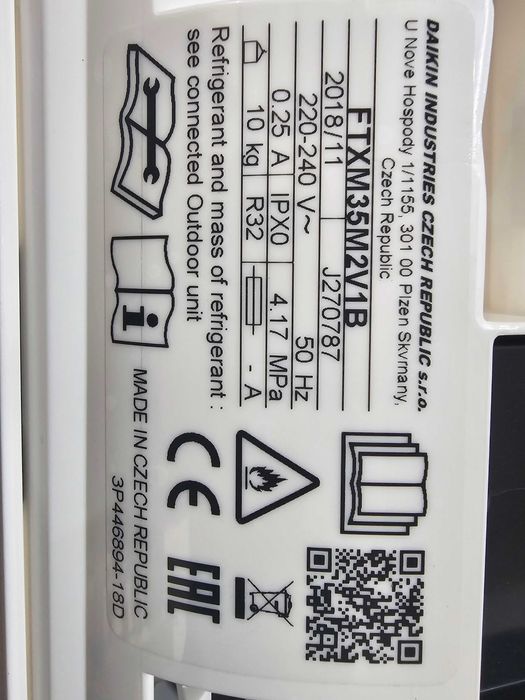 DAIKIN INDUSTRIES CZECH REPUBLIC s.r.o.
U Nove Hospody 1/1155, 301 00 Plzen Skvrnany,
Czech Republic
FTXM35M2V1B
2018/11 J270787
220-240 V~ 50 Hz
0.25 A IPX0 4.17 MPa
10 kg R32 - A
Refrigerant and mass of refrigerant :
see connected Outdoor unit
i
CE
EAC
MADE IN CZECH REPUBLIC
3P446894-18D